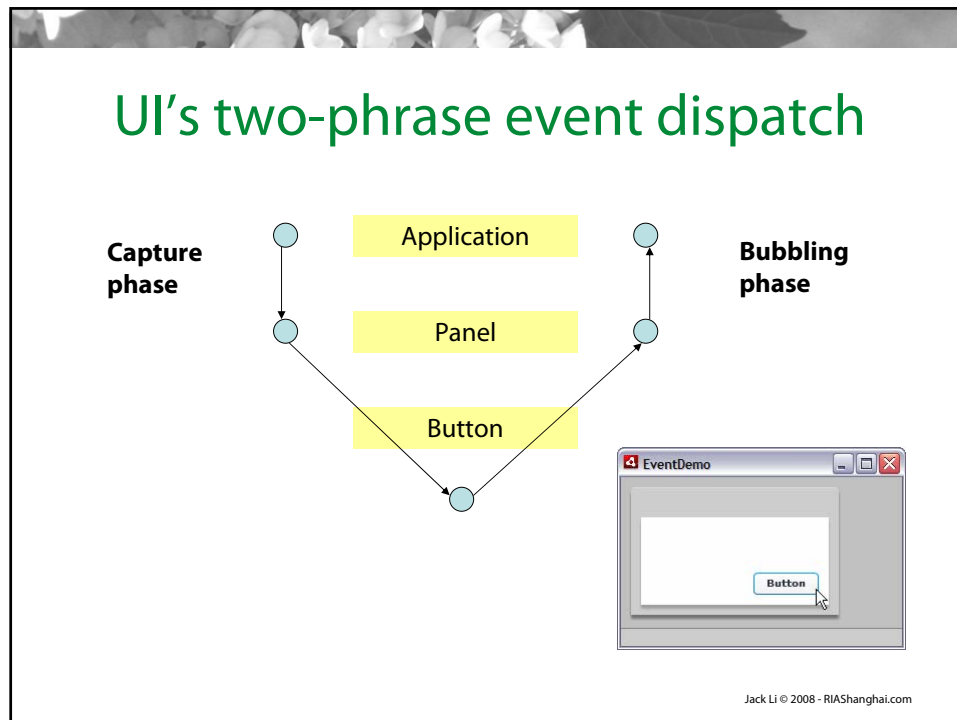 UI's two-phrase event dispatch
Capture
phase
Application
Bubbling
phase
Panel
Button
EventDemo
Button
Jack Li © 2008 - RIAShanghai.com